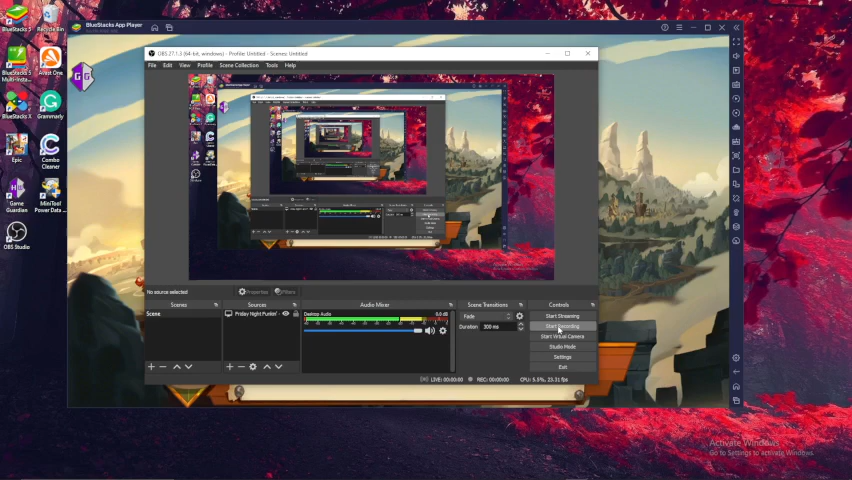 BlueStacks App Player
BlueStacks 5
Recycle Bin
BlueStacks 5
Multi-Insta...
Avast One
BlueStacks X
Grammarly
Epic
Combo
Cleaner
Game
Guardian
MiniTool
Power Data ...
OBS Studio
OBS 27.1.3 (64-bit, windows) - Profile: Untitled - Scenes: Untitled
File Edit View Profile Scene Collection Tools Help
No source selected
Properties
Filters
Scenes
Sources
Audio Mixer
Scene Transitions
Controls
Scene
Friday Night Funkin'
Desktop Audio
0.0 dB
Fade
Duration 300 ms
Start Streaming
Start Recording
Start Virtual Camera
Studio Mode
Settings
Exit
LIVE: 00:00:00
REC: 00:00:00
CPU: 5.5%, 23.31 fps
Activate Windows
Go to Settings to activate Windows.